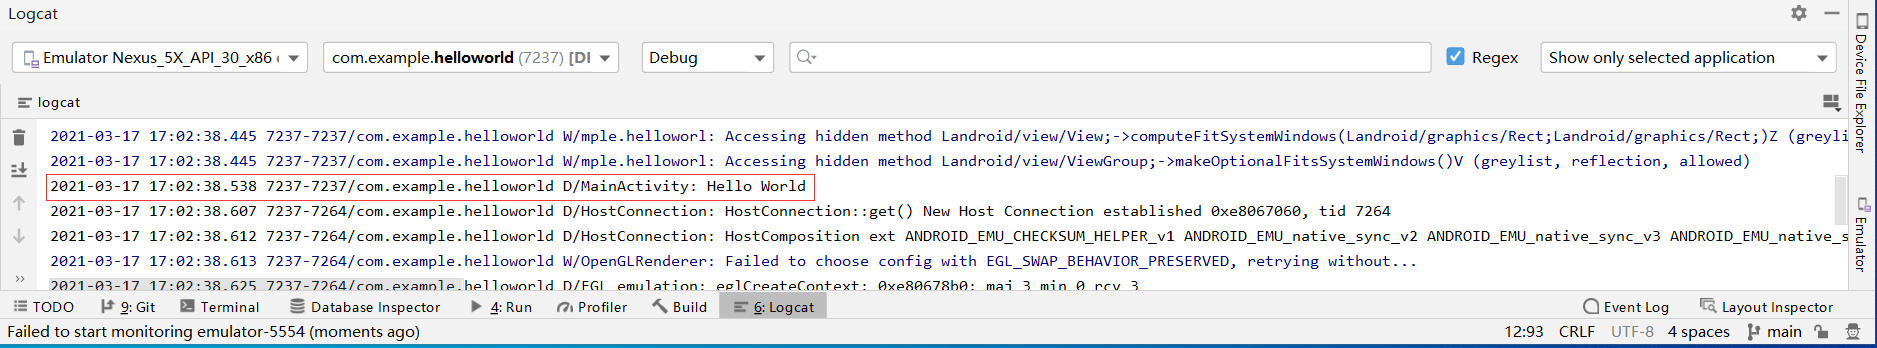 Logcat
Emulator Nexus_5X_API_30_x86 com.example.helloworld (7237) [DI Debug Regex Show only selected application
logcat
2021-03-17 17:02:38.445 7237-7237/com.example.helloworld W/mple.helloworl: Accessing hidden method Landroid/view/View;->computeFitSystemWindows(Landroid/graphics/Rect;Landroid/graphics/Rect;)Z (greyli
2021-03-17 17:02:38.445 7237-7237/com.example.helloworld W/mple.helloworl: Accessing hidden method Landroid/view/ViewGroup;->makeOptionalFitsSystemWindows()V (greylist, reflection, allowed)
2021-03-17 17:02:38.538 7237-7237/com.example.helloworld D/MainActivity: Hello World
2021-03-17 17:02:38.607 7237-7264/com.example.helloworld D/HostConnection: HostConnection::get() New Host Connection established 0xe8067060, tid 7264
2021-03-17 17:02:38.612 7237-7264/com.example.helloworld D/HostConnection: HostComposition ext ANDROID_EMU_CHECKSUM_HELPER_v1 ANDROID_EMU_native_sync_v2 ANDROID_EMU_native_sync_v3 ANDROID_EMU_native_s
2021-03-17 17:02:38.613 7237-7264/com.example.helloworld W/OpenGLRenderer: Failed to choose config with EGL_SWAP_BEHAVIOR_PRESERVED, retrying without...
2021-03-17 17:02:38.625 7237-7264/com.example.helloworld D/EGL_emulation: eglCreateContext: 0xe80678b0: maj 3 min 0 rcv 3
TODO 9: Git Terminal Database Inspector 4: Run Profiler Build 6: Logcat Event Log Layout Inspector
Failed to start monitoring emulator-5554 (moments ago) 12:93 CRLF UTF-8 4 spaces main
Device File Explorer
Emulator